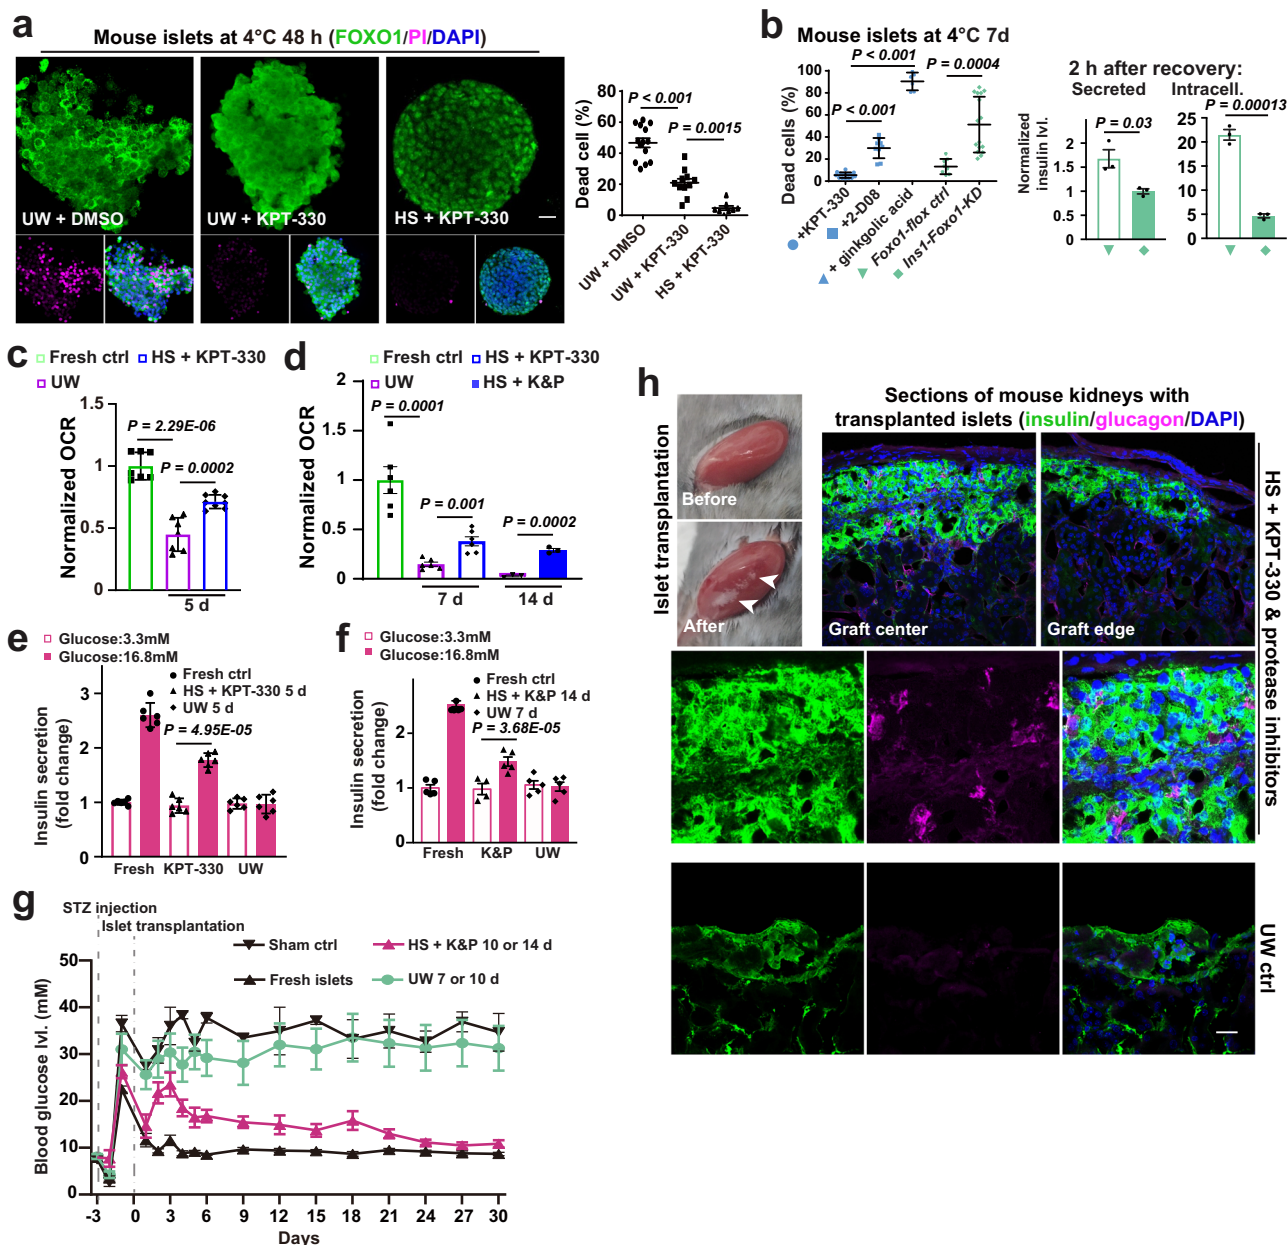 a
Mouse islets at 4°C 48 h (FOXO1/PI/DAPI)
UW + DMSO
UW + KPT-330
HS + KPT-330
Dead cell (%)
80
60
40
20
0
P < 0.001
P = 0.0015
UW + DMSO
UW + KPT-330
HS + KPT-330
b
Mouse islets at 4°C 7d
Dead cells (%)
100
80
60
40
20
0
P < 0.001
P = 0.0004
P < 0.001
+KPT-330
+2-D08
+ ginkgolic acid
Foxo1-flox ctrl
Ins1-Foxo1-KD
2 h after recovery:
Secreted
Intracell.
Normalized
insulin lvl.
2
1.5
1
0.5
0
P = 0.03
25
20
15
10
5
0
P = 0.00013
c
Fresh ctrl
HS + KPT-330
UW
Normalized OCR
1.5
1
0.5
0
P = 2.29E-06
P = 0.0002
5 d
d
Fresh ctrl
HS + KPT-330
UW
HS + K&P
Normalized OCR
2
1.5
1
0.5
0
P = 0.0001
P = 0.001
P = 0.0002
7 d
14 d
e
Glucose:3.3mM
Glucose:16.8mM
Fresh ctrl
HS + KPT-330 5 d
UW 5 d
P = 4.95E-05
Insulin secretion
(fold change)
3
2
1
0
Fresh
KPT-330
UW
f
Glucose:3.3mM
Glucose:16.8mM
Fresh ctrl
HS + K&P 14 d
UW 7 d
P = 3.68E-05
Insulin secretion
(fold change)
2
1
0
Fresh
K&P
UW
g
STZ injection
Islet transplantation
Sham ctrl
HS + K&P 10 or 14 d
Fresh islets
UW 7 or 10 d
Blood glucose lvl. (mM)
50
40
30
20
10
0
-3
0
3
6
9
12
15
18
21
24
27
30
Days
h
Islet transplantation
Before
After
Sections of mouse kidneys with
transplanted islets (insulin/glucagon/DAPI)
Graft center
Graft edge
HS + KPT-330 & protease inhibitors
UW ctrl